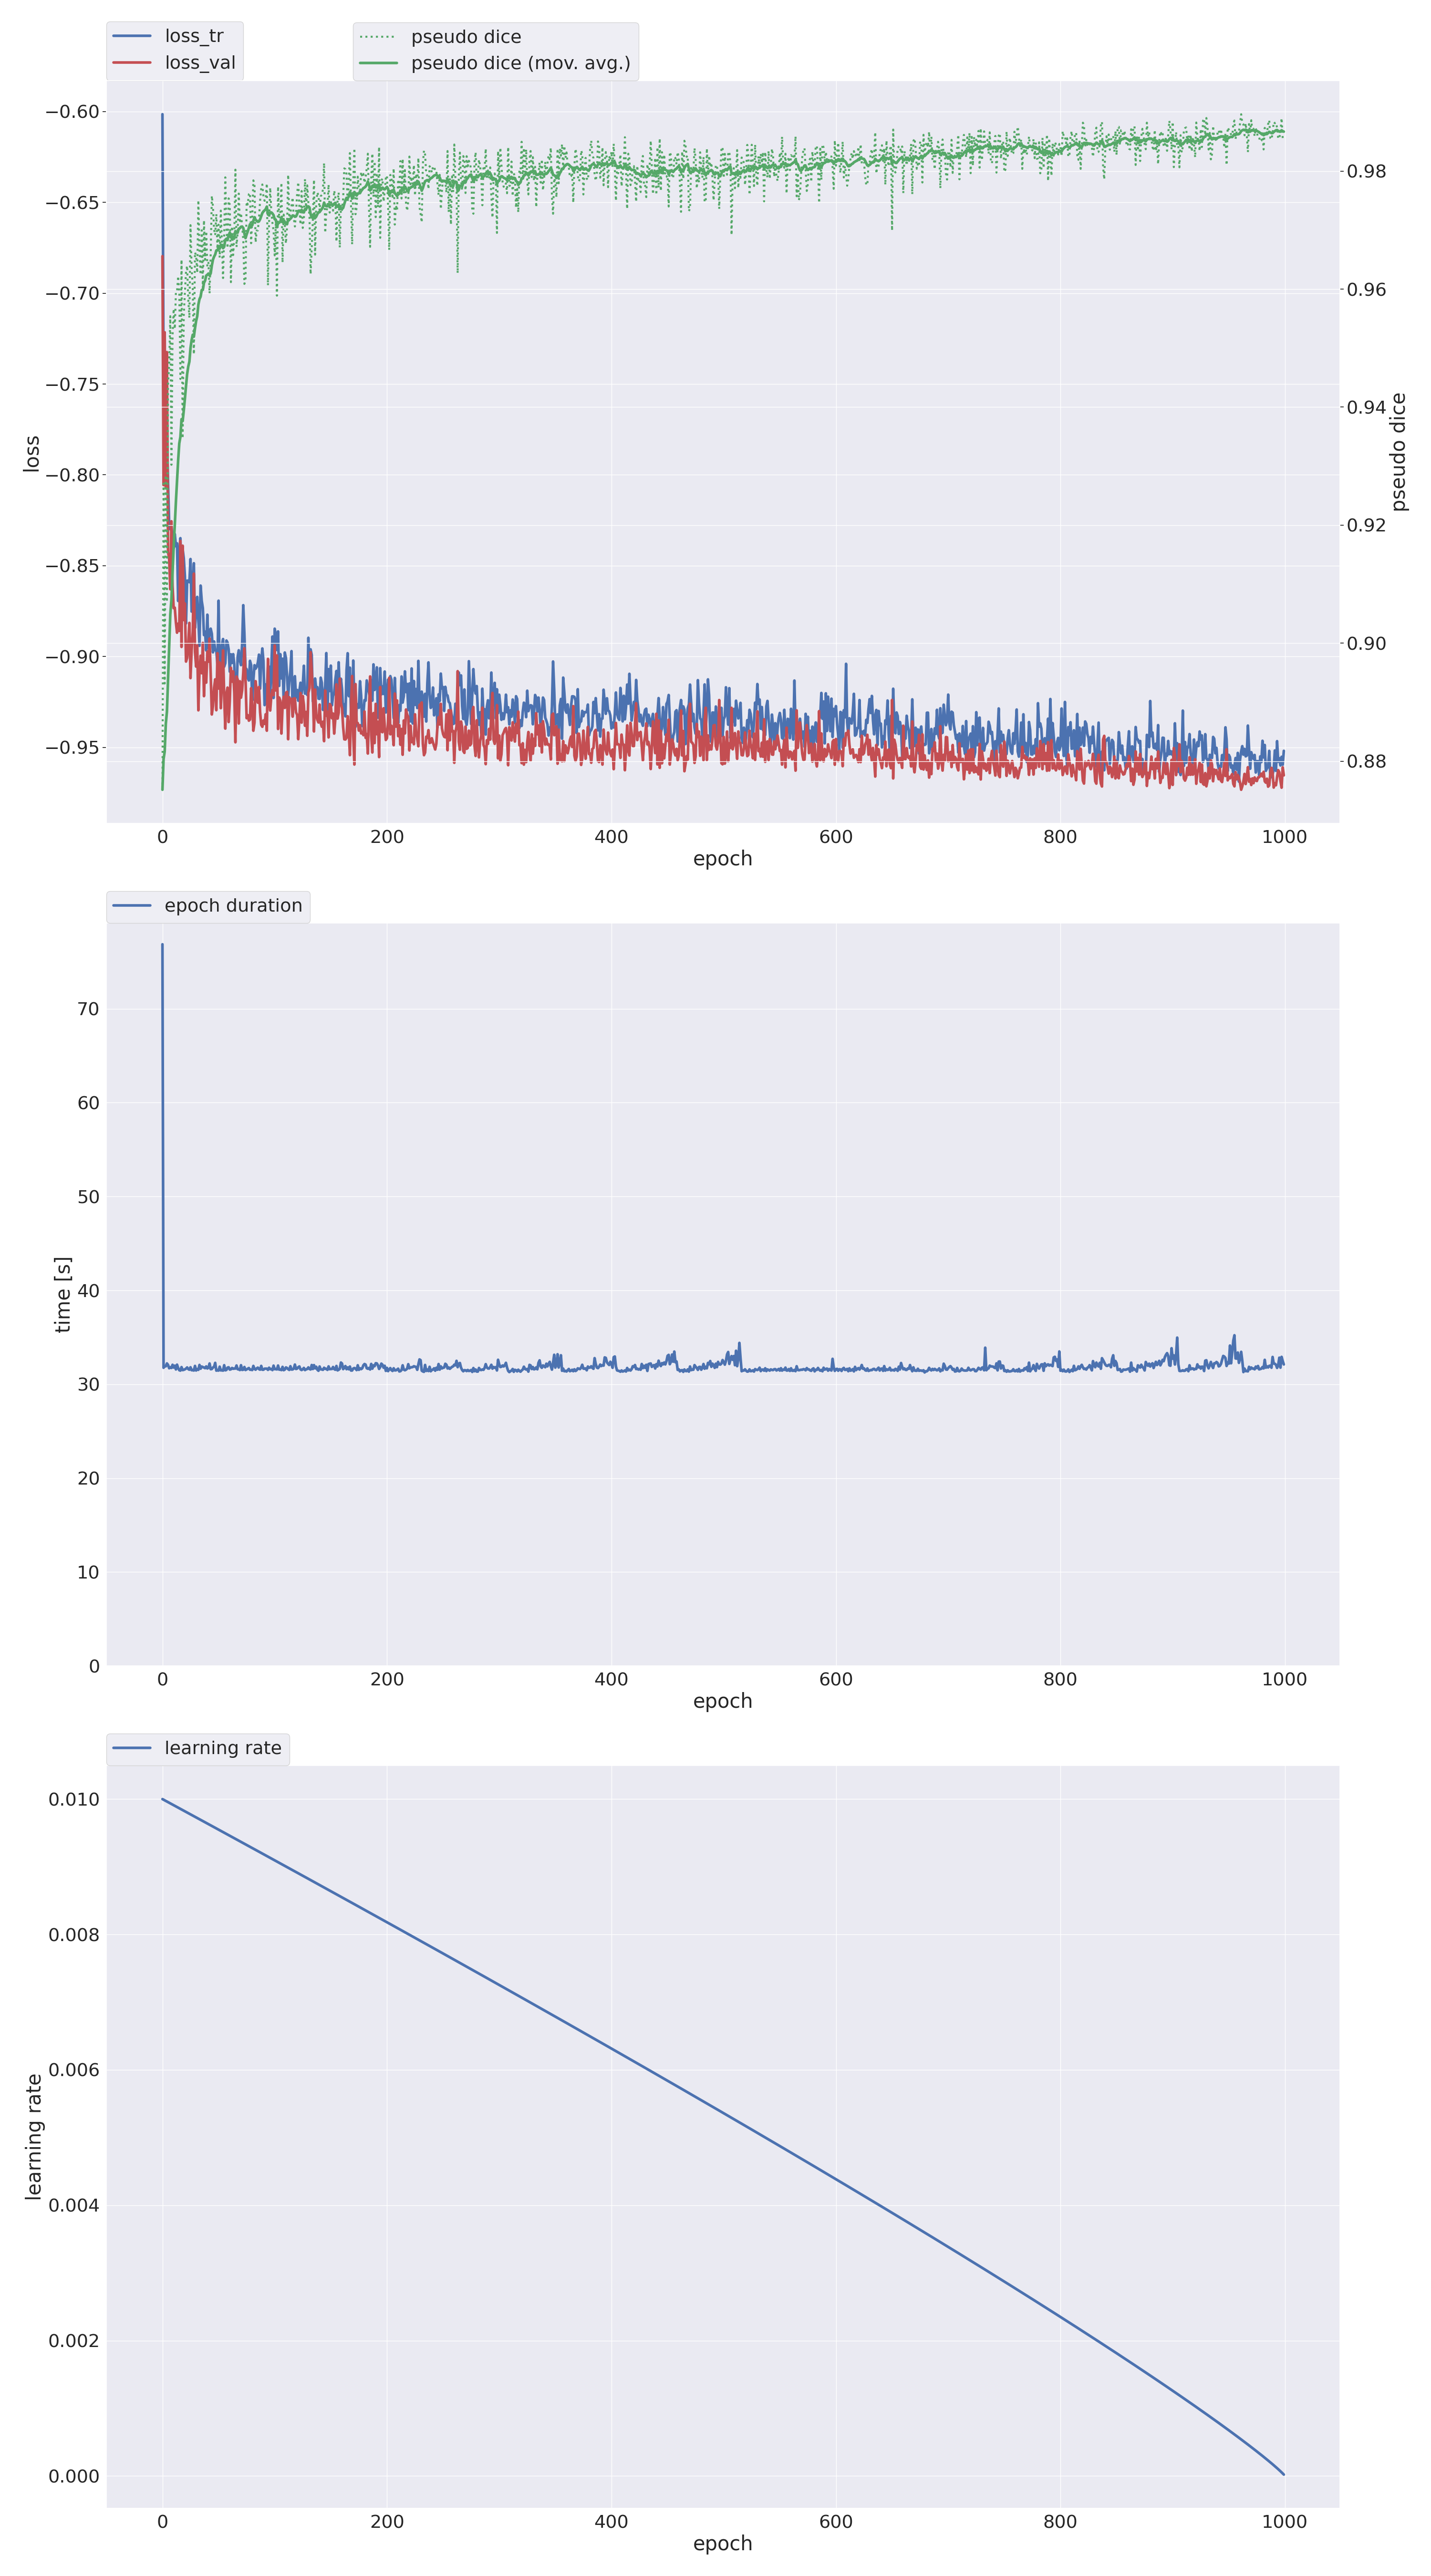 loss_tr
loss_val
pseudo dice
pseudo dice (mov. avg.)
−0.60
−0.65
−0.70
−0.75
−0.80
−0.85
−0.90
−0.95
loss
0.98
0.96
0.94
0.92
0.90
0.88
pseudo dice
0 200 400 600 800 1000
epoch
epoch duration
70
60
50
40
30
20
10
0
time [s]
0 200 400 600 800 1000
epoch
learning rate
0.010
0.008
0.006
0.004
0.002
0.000
learning rate
0 200 400 600 800 1000
epoch